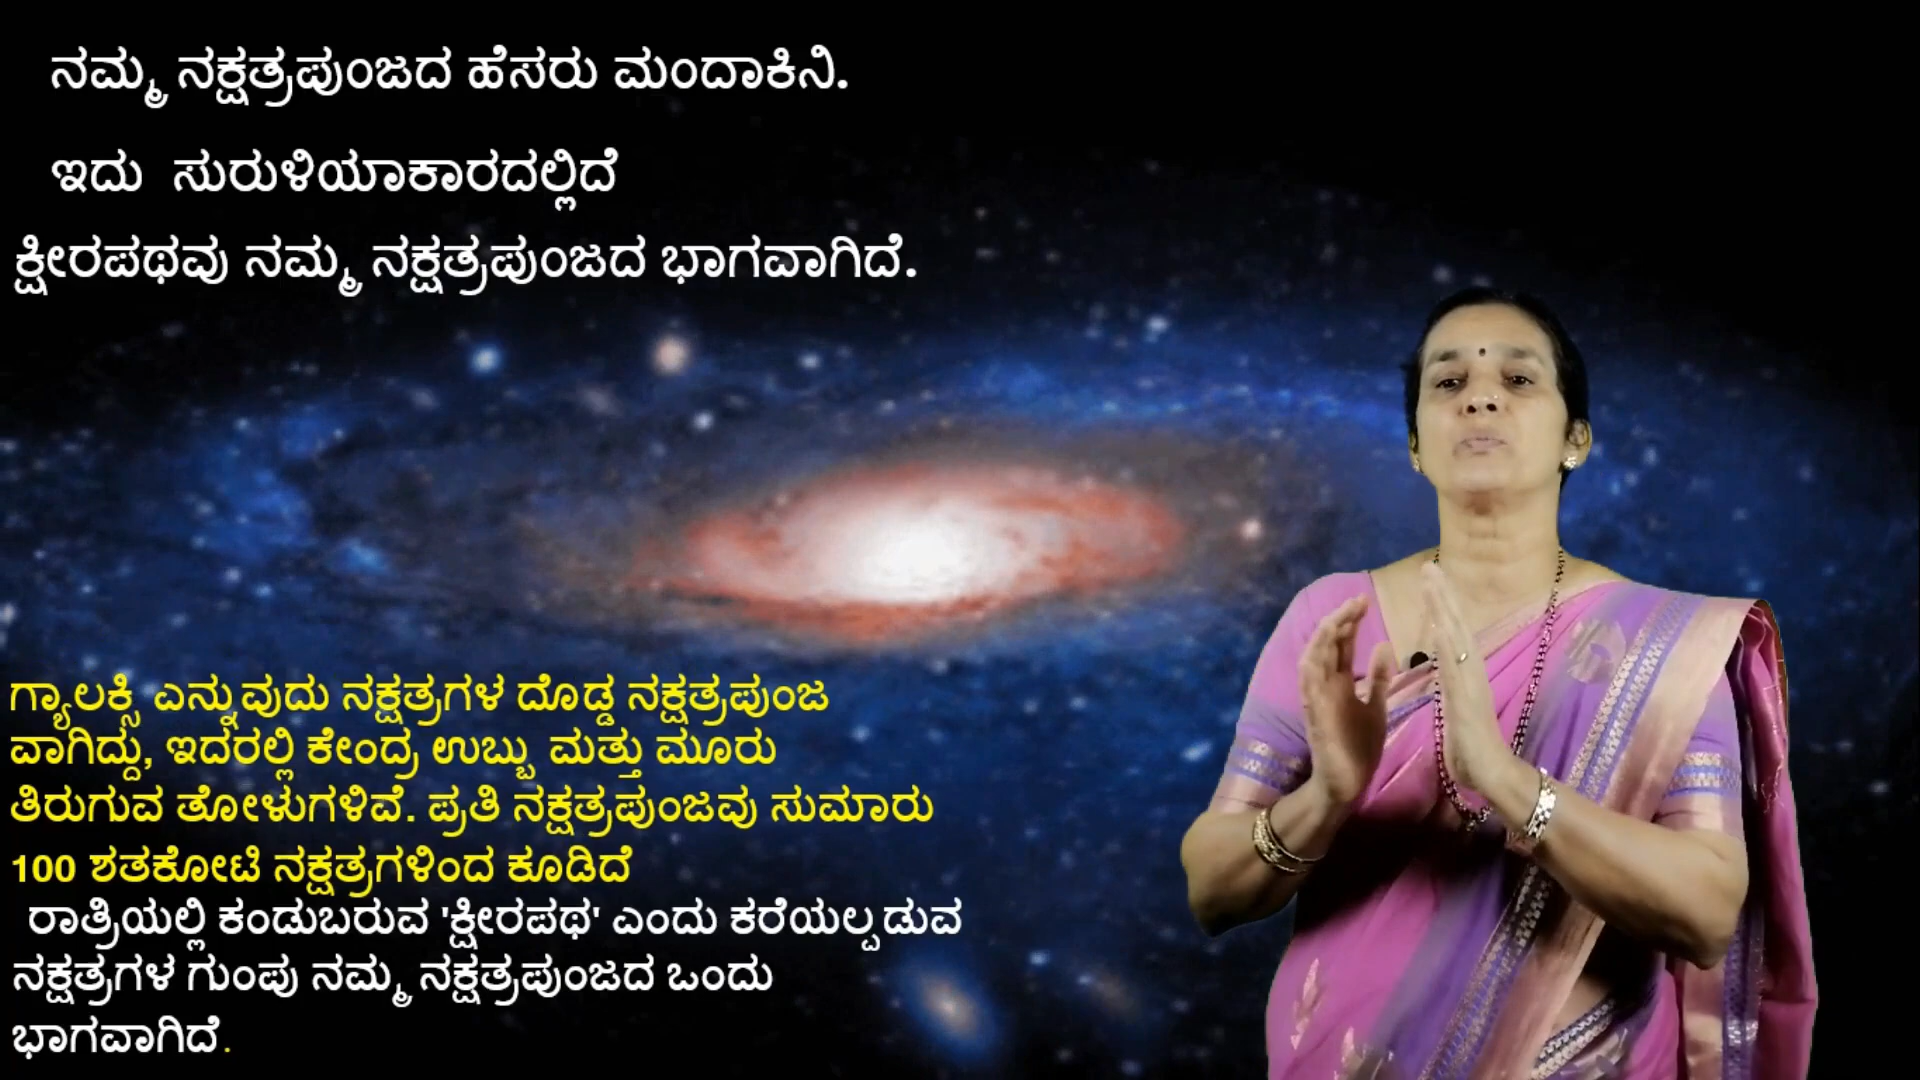 ನಮ್ಮ ನಕ್ಷತ್ರಪುಂಜದ ಹೆಸರು ಮಂದಾಕಿನಿ.
ಇದು ಸುರುಳಿಯಾಕಾರದಲ್ಲಿದೆ
ಕ್ಷೀರಪಥವು ನಮ್ಮ ನಕ್ಷತ್ರಪುಂಜದ ಭಾಗವಾಗಿದೆ.
ಗ್ಯಾಲಕ್ಸಿ ಎನ್ನುವುದು ನಕ್ಷತ್ರಗಳ ದೊಡ್ಡ ನಕ್ಷತ್ರಪುಂಜ
ವಾಗಿದ್ದು, ಇದರಲ್ಲಿ ಕೇಂದ್ರ ಉಬ್ಬು ಮತ್ತು ಮೂರು
ತಿರುಗುವ ತೋಳುಗಳಿವೆ. ಪ್ರತಿ ನಕ್ಷತ್ರಪುಂಜವು ಸುಮಾರು
100 ಶತಕೋಟಿ ನಕ್ಷತ್ರಗಳಿಂದ ಕೂಡಿದೆ
ರಾತ್ರಿಯಲ್ಲಿ ಕಂಡುಬರುವ 'ಕ್ಷೀರಪಥ' ಎಂದು ಕರೆಯಲ್ಪಡುವ
ನಕ್ಷತ್ರಗಳ ಗುಂಪು ನಮ್ಮ ನಕ್ಷತ್ರಪುಂಜದ ಒಂದು
ಭಾಗವಾಗಿದೆ.